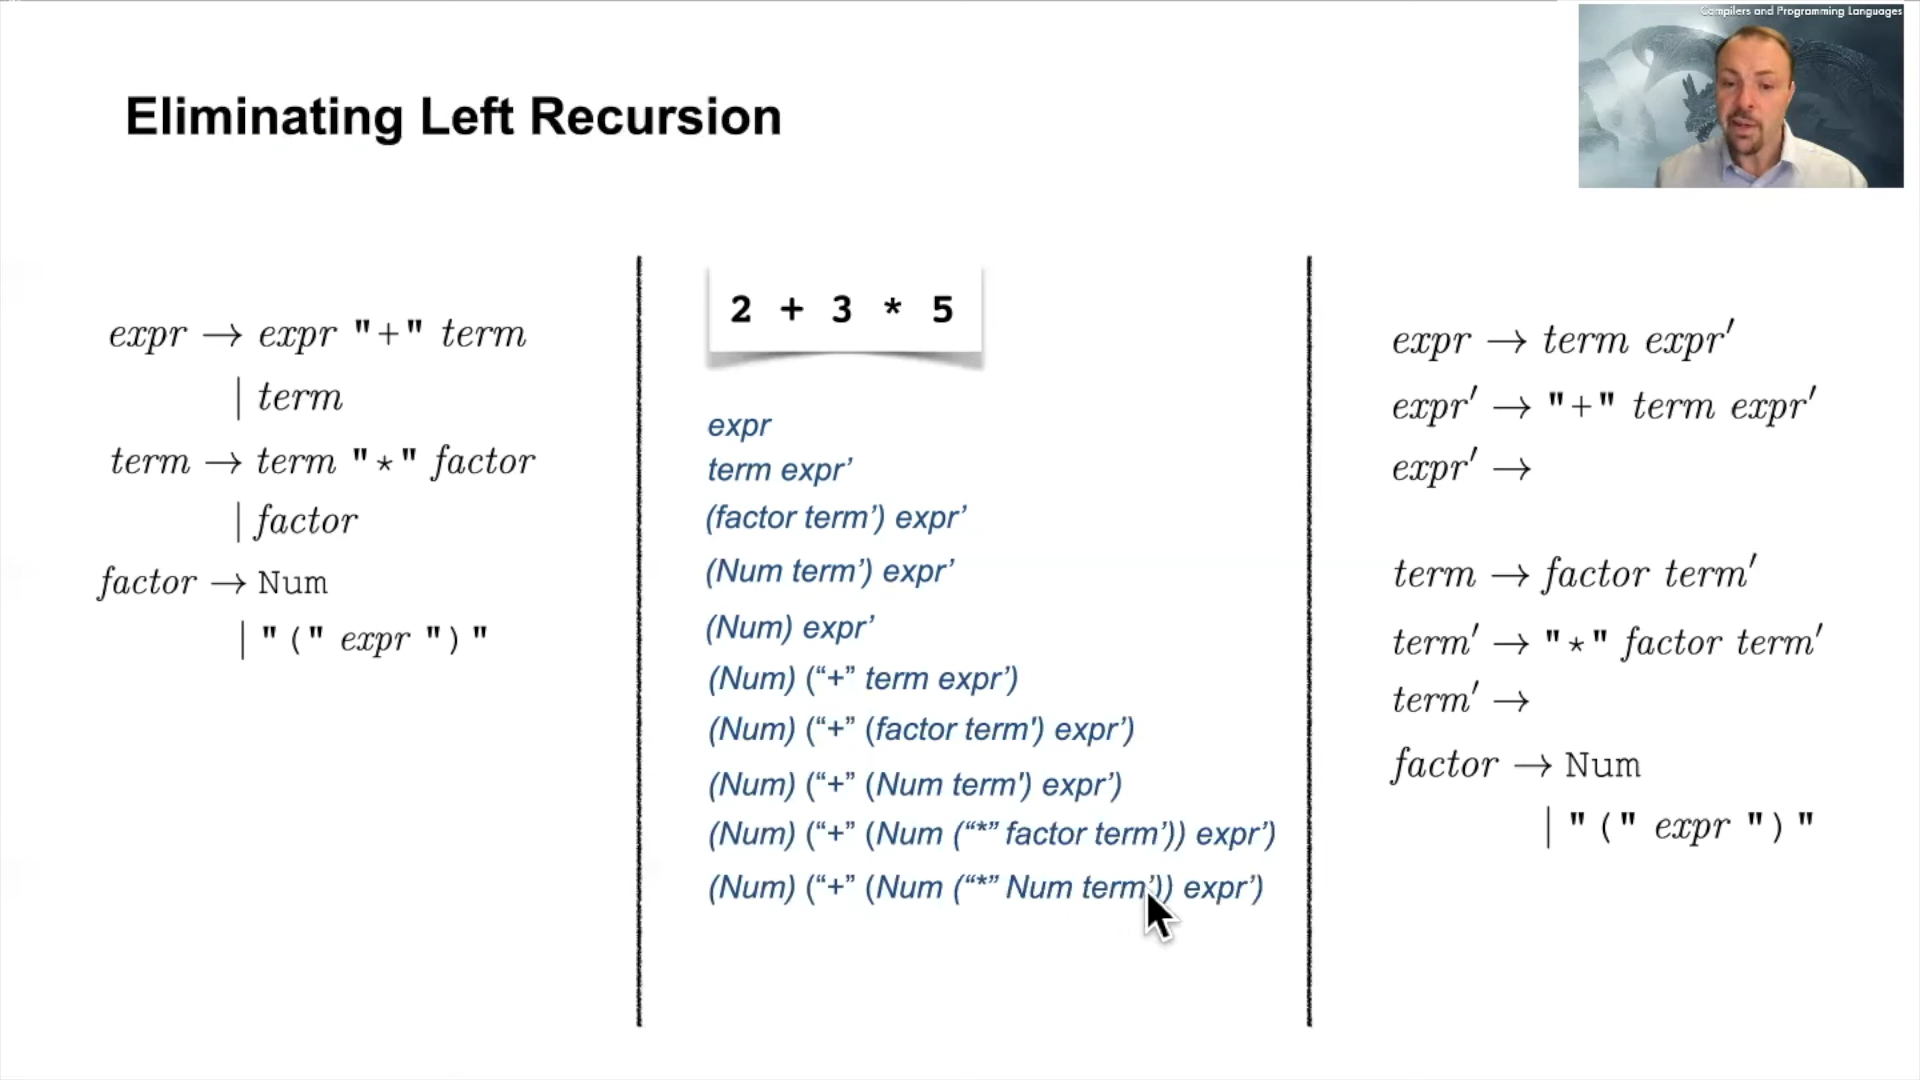 Compilers and Programming Languages
Eliminating Left Recursion
expr → expr "+" term
| term
term → term "*" factor
| factor
factor → Num
| "(" expr ")"
2 + 3 * 5
expr
term expr’
(factor term’) expr’
(Num term’) expr’
(Num) expr’
(Num) (“+” term expr’)
(Num) (“+” (factor term') expr’)
(Num) (“+” (Num term') expr’)
(Num) (“+” (Num (“*” factor term’)) expr’)
(Num) (“+” (Num (“*” Num term’)) expr’)
expr → term expr′
expr′ → "+" term expr′
expr′ →
term → factor term′
term′ → "*" factor term′
term′ →
factor → Num
| "(" expr ")"